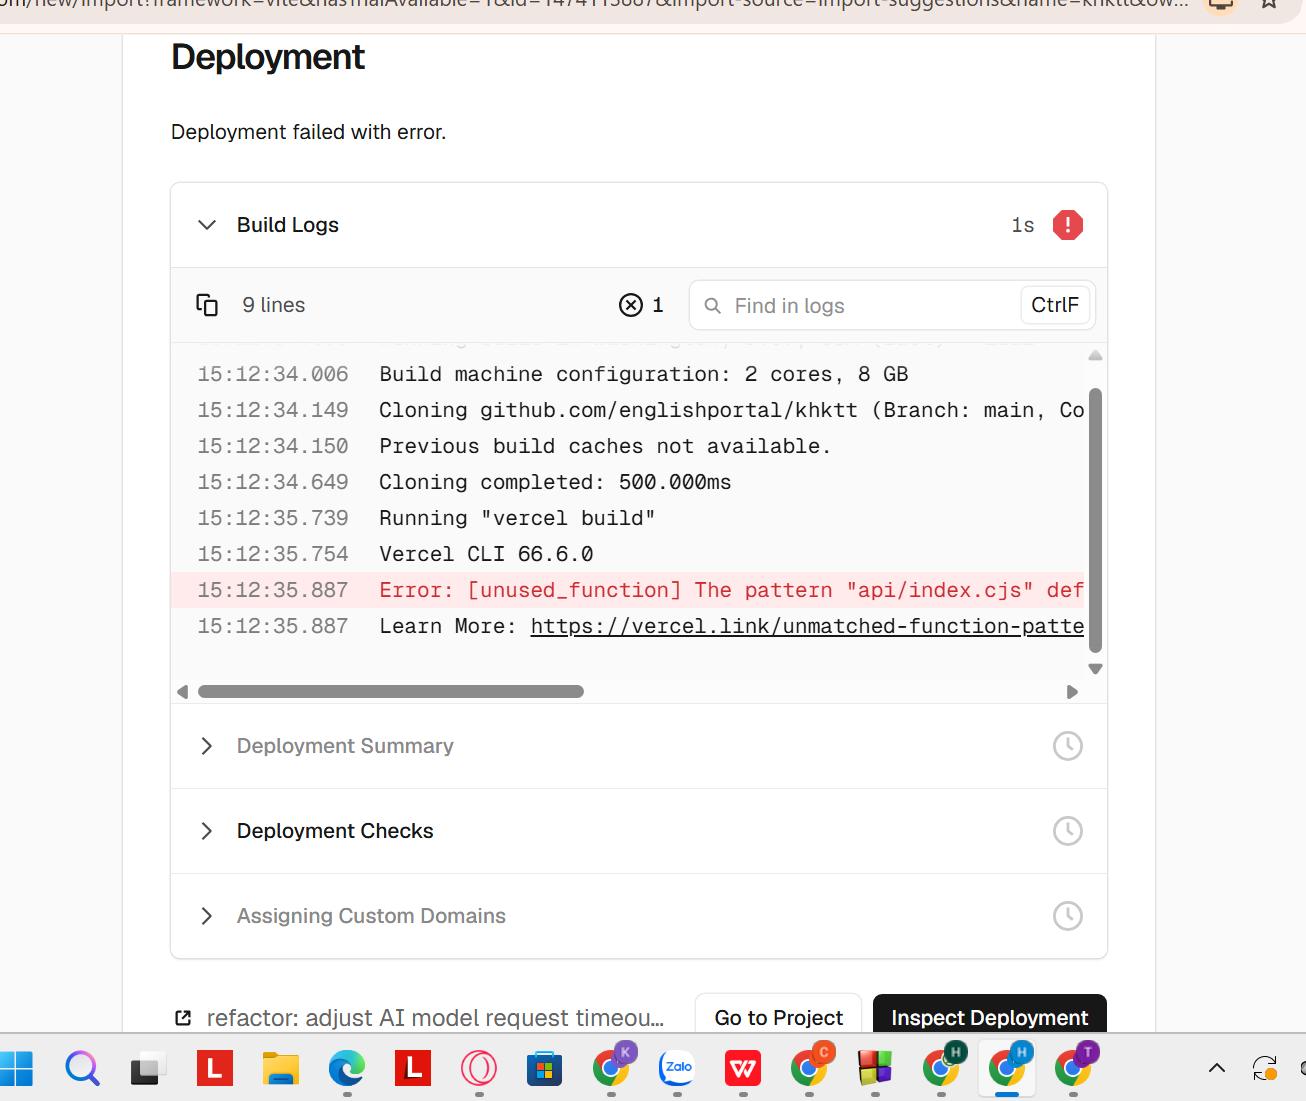 Deployment
Deployment failed with error.
Build Logs
1s
9 lines
1
Find in logs
CtrlF
15:12:34.006 Build machine configuration: 2 cores, 8 GB
15:12:34.149 Cloning github.com/englishportal/khktt (Branch: main, Co
15:12:34.150 Previous build caches not available.
15:12:34.649 Cloning completed: 500.000ms
15:12:35.739 Running "vercel build"
15:12:35.754 Vercel CLI 66.6.0
15:12:35.887 Error: [unused_function] The pattern "api/index.cjs" def
15:12:35.887 Learn More: https://vercel.link/unmatched-function-patte
Deployment Summary
Deployment Checks
Assigning Custom Domains
refactor: adjust AI model request timeou...
Go to Project
Inspect Deployment
L
L
K
Zalo
W
C
H
H
T